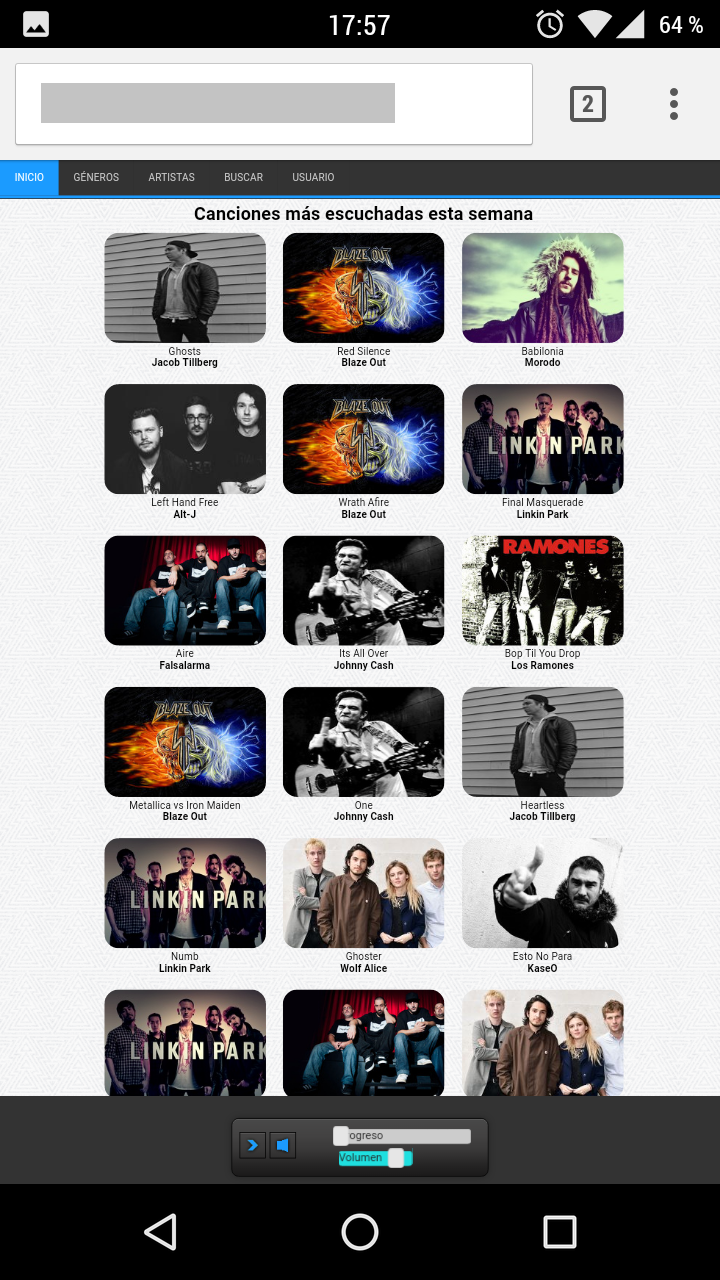 17:57
64 %
2
INICIO GÉNEROS ARTISTAS BUSCAR USUARIO
Canciones más escuchadas esta semana
BLAZE OUT
Ghosts
Jacob Tillberg
Red Silence
Blaze Out
Babilonia
Morodo
BLAZE OUT
LINKIN PARK
Left Hand Free
Alt-J
Wrath Afire
Blaze Out
Final Masquerade
Linkin Park
RAMONES
Aire
Falsalarma
Its All Over
Johnny Cash
Bop Til You Drop
Los Ramones
BLAZE OUT
Metallica vs Iron Maiden
Blaze Out
One
Johnny Cash
Heartless
Jacob Tillberg
LINKIN PARK
Numb
Linkin Park
Ghoster
Wolf Alice
Esto No Para
KaseO
LINKIN PARK
ogreso
Volumen